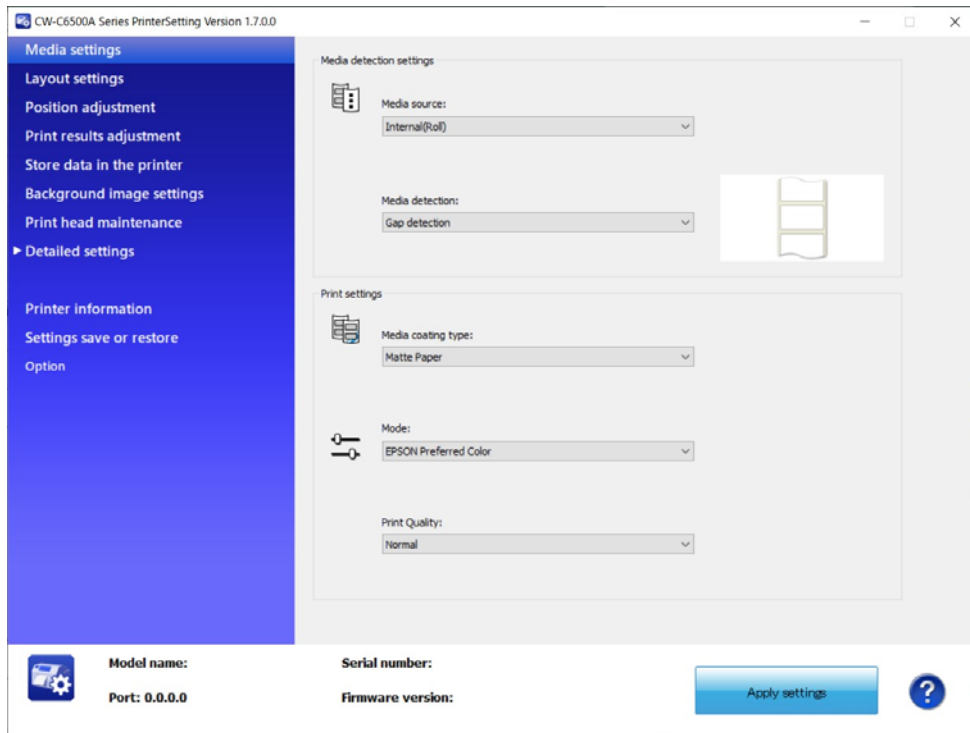 CW-C6500A Series PrinterSetting Version 1.7.0.0
Media settings
Layout settings
Position adjustment
Print results adjustment
Store data in the printer
Background image settings
Print head maintenance
Detailed settings
Printer information
Settings save or restore
Option
Media detection settings
Media source:
Internal(Roll)
Media detection:
Gap detection
Print settings
Media coating type:
Matte Paper
Mode:
EPSON Preferred Color
Print Quality:
Normal
Model name:
Serial number:
Port: 0.0.0.0
Firmware version:
Apply settings
?